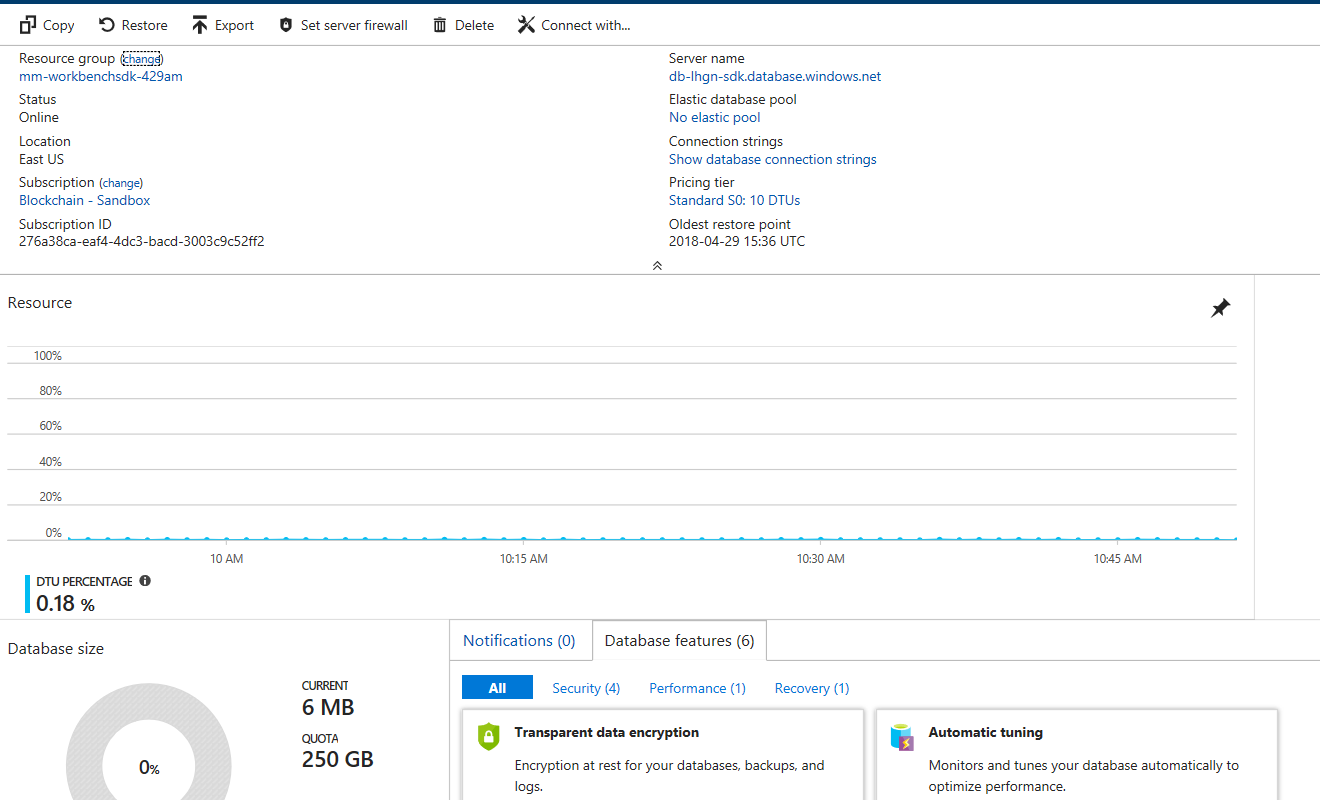 Copy Restore Export Set server firewall Delete Connect with...
Resource group (change)
mm-workbenchsdk-429am
Status
Online
Location
East US
Subscription (change)
Blockchain - Sandbox
Subscription ID
276a38ca-eaf4-4dc3-bacd-3003c9c52ff2
Server name
db-lhgn-sdk.database.windows.net
Elastic database pool
No elastic pool
Connection strings
Show database connection strings
Pricing tier
Standard S0: 10 DTUs
Oldest restore point
2018-04-29 15:36 UTC
Resource
100%
80%
60%
40%
20%
0%
10 AM 10:15 AM 10:30 AM 10:45 AM
DTU PERCENTAGE
0.18 %
Database size
0%
CURRENT
6 MB
QUOTA
250 GB
Notifications (0) Database features (6)
All Security (4) Performance (1) Recovery (1)
Transparent data encryption
Encryption at rest for your databases, backups, and
logs.
Automatic tuning
Monitors and tunes your database automatically to
optimize performance.